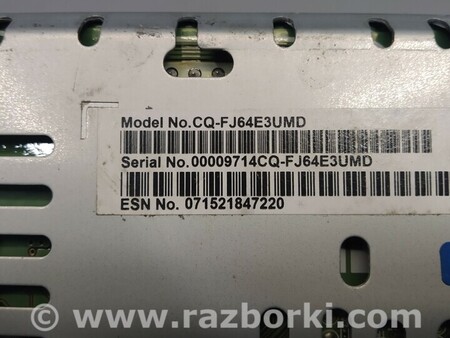 Model No.CQ-FJ64E3UMD
Serial No.00009714CQ-FJ64E3UMD
ESN No. 071521847220
www.razborki.com